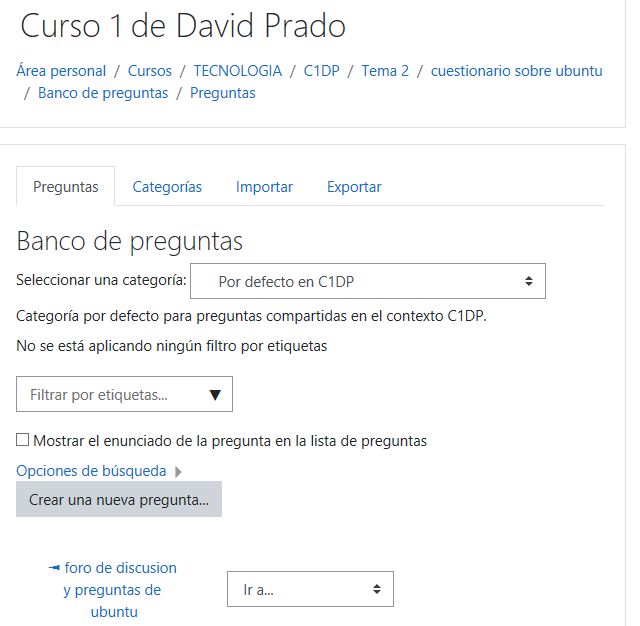 Curso 1 de David Prado
Área personal / Cursos / TECNOLOGIA / C1DP / Tema 2 / cuestionario sobre ubuntu
/ Banco de preguntas / Preguntas
Preguntas Categorías Importar Exportar
Banco de preguntas
Seleccionar una categoría: Por defecto en C1DP
Categoría por defecto para preguntas compartidas en el contexto C1DP.
No se está aplicando ningún filtro por etiquetas
Filtrar por etiquetas... ▼
Mostrar el enunciado de la pregunta en la lista de preguntas
Opciones de búsqueda
Crear una nueva pregunta...
◄ foro de discusion
y preguntas de
ubuntu
Ir a...